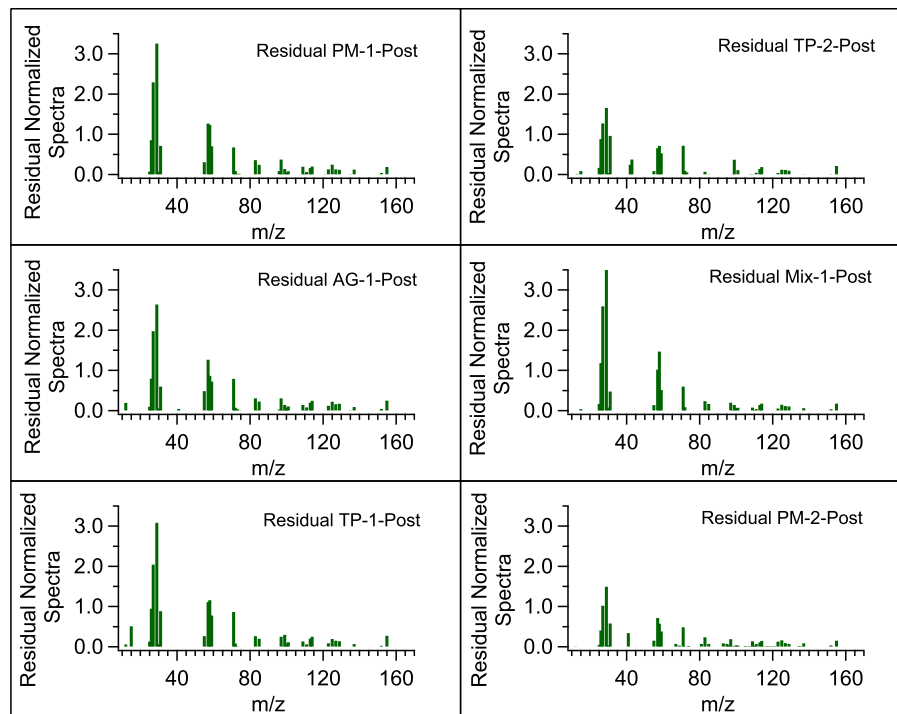 Residual Normalized
Spectra
3.0
2.0
1.0
0.0
Residual PM-1-Post
40
80
120
160
m/z
Residual Normalized
Spectra
3.0
2.0
1.0
0.0
Residual TP-2-Post
40
80
120
160
m/z
Residual Normalized
Spectra
3.0
2.0
1.0
0.0
Residual AG-1-Post
40
80
120
160
m/z
Residual Normalized
Spectra
3.0
2.0
1.0
0.0
Residual Mix-1-Post
40
80
120
160
m/z
Residual Normalized
Spectra
3.0
2.0
1.0
0.0
Residual TP-1-Post
40
80
120
160
m/z
Residual Normalized
Spectra
3.0
2.0
1.0
0.0
Residual PM-2-Post
40
80
120
160
m/z